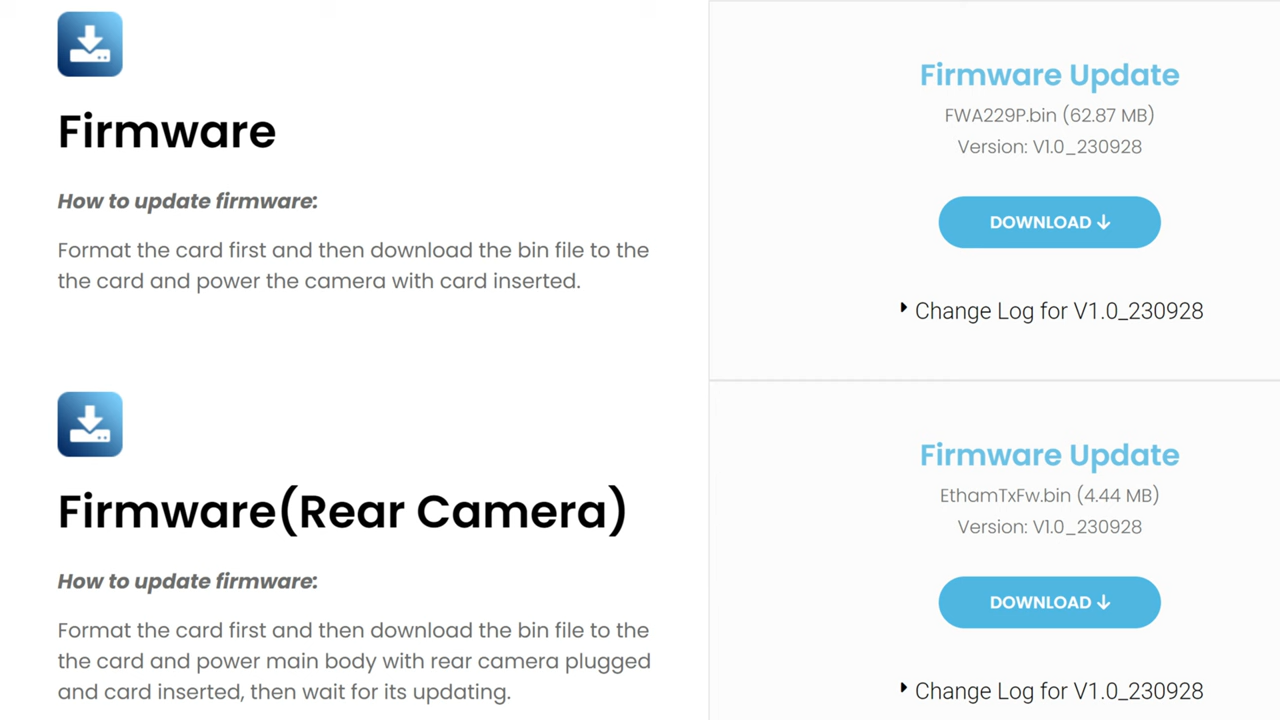 Firmware
How to update firmware:
Format the card first and then download the bin file to the
the card and power the camera with card inserted.
Firmware Update
FWA229P.bin (62.87 MB)
Version: V1.0_230928
DOWNLOAD ↓
Change Log for V1.0_230928
Firmware(Rear Camera)
How to update firmware:
Format the card first and then download the bin file to the
the card and power main body with rear camera plugged
and card inserted, then wait for its updating.
Firmware Update
EthamTxFw.bin (4.44 MB)
Version: V1.0_230928
DOWNLOAD ↓
Change Log for V1.0_230928